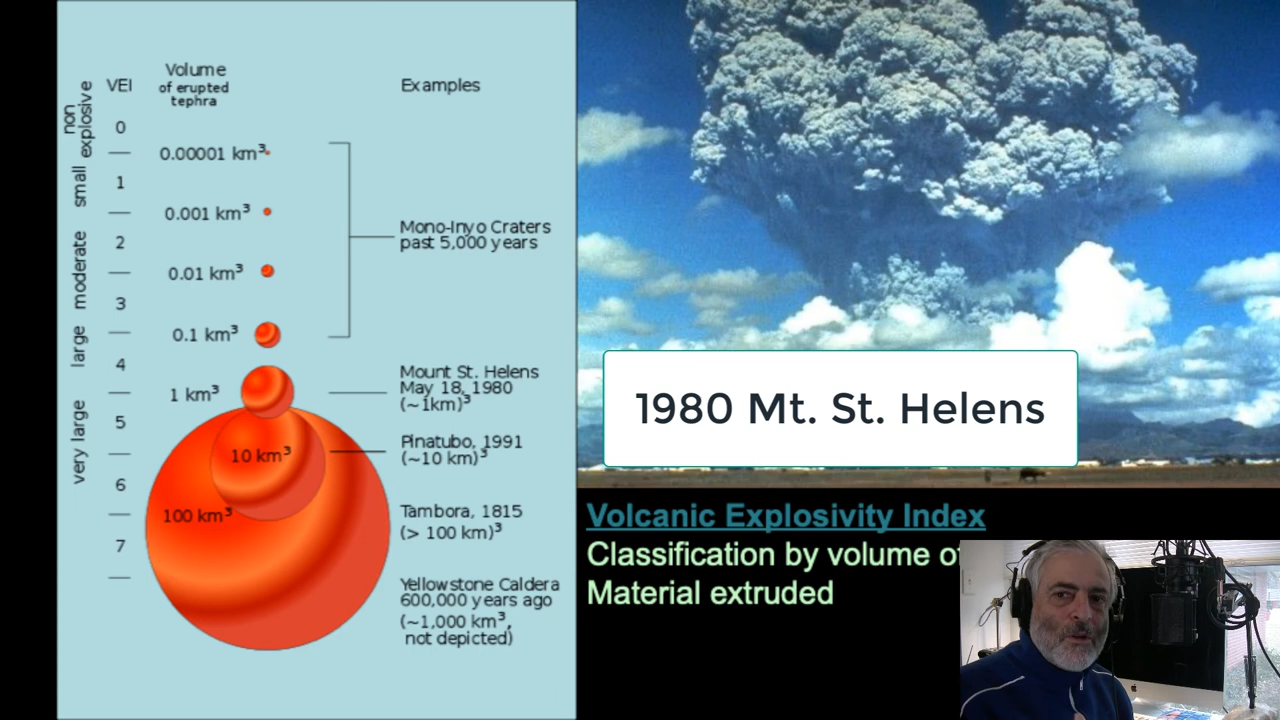 non
explosive
small
moderate
large
very large
VEI
0
1
2
3
4
5
6
7
Volume
of erupted
tephra
0.00001 km³
0.001 km³
0.01 km³
0.1 km³
1 km³
10 km³
100 km³
Examples
Mono-Inyo Craters
past 5,000 years
Mount St. Helens
May 18, 1980
(~1km)³
Pinatubo, 1991
(~10 km)³
Tambora, 1815
(> 100 km)³
Yellowstone Caldera
600,000 years ago
(~1,000 km³,
not depicted)
1980 Mt. St. Helens
Volcanic Explosivity Index
Classification by volume of
Material extruded